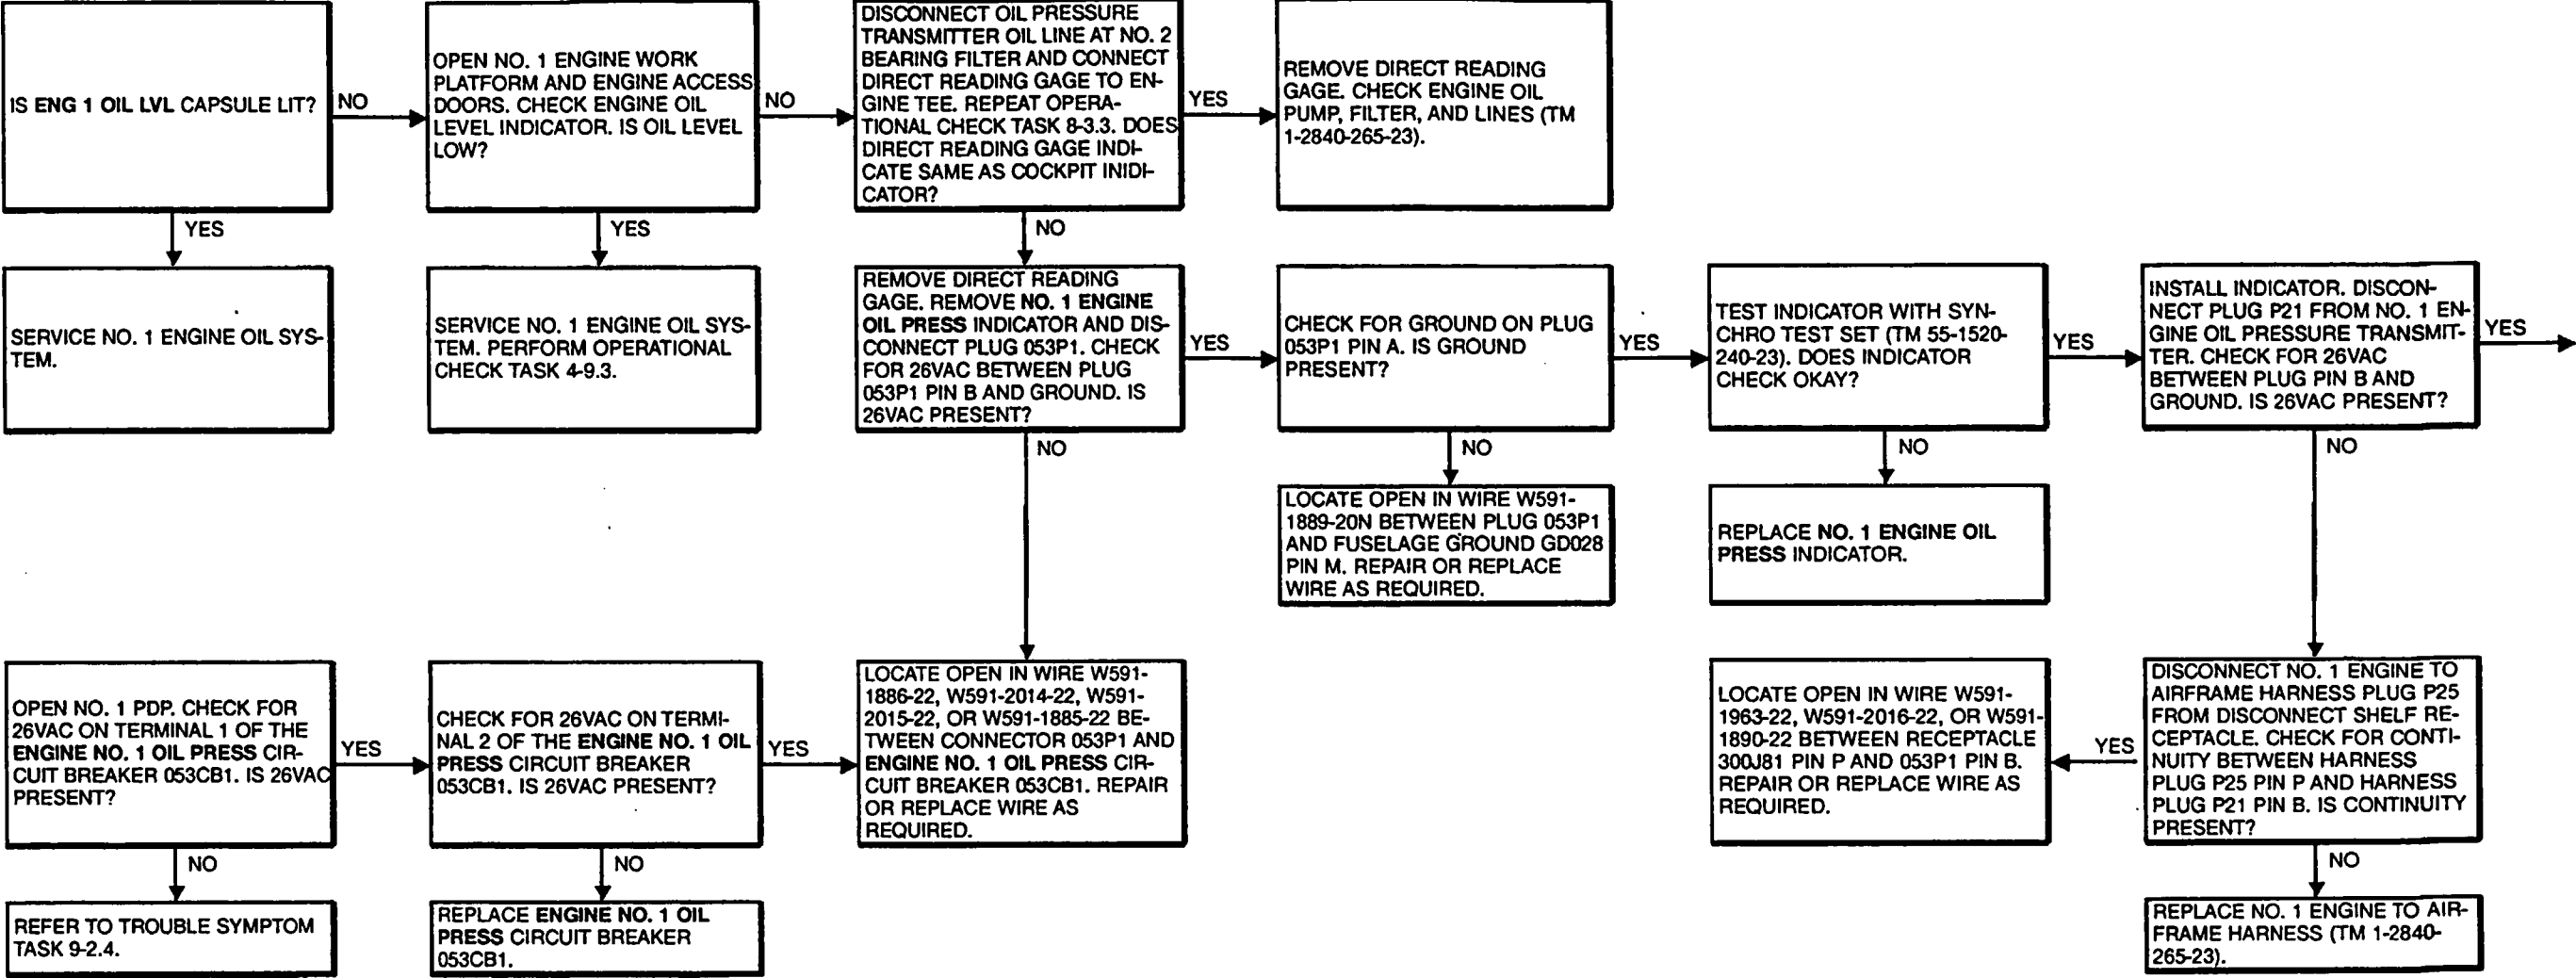 IS ENG 1 OIL LVL CAPSULE LIT?
NO
OPEN NO. 1 ENGINE WORK
PLATFORM AND ENGINE ACCESS
DOORS. CHECK ENGINE OIL
LEVEL INDICATOR. IS OIL LEVEL
LOW?
NO
DISCONNECT OIL PRESSURE
TRANSMITTER OIL LINE AT NO. 2
BEARING FILTER AND CONNECT
DIRECT READING GAGE TO EN-
GINE TEE. REPEAT OPERA-
TIONAL CHECK TASK 8-3.3. DOES
DIRECT READING GAGE INDI-
CATE SAME AS COCKPIT INIDI-
CATOR?
YES
REMOVE DIRECT READING
GAGE. CHECK ENGINE OIL
PUMP, FILTER, AND LINES (TM
1-2840-265-23).
YES
YES
NO
SERVICE NO. 1 ENGINE OIL SYS-
TEM.
SERVICE NO. 1 ENGINE OIL SYS-
TEM. PERFORM OPERATIONAL
CHECK TASK 4-9.3.
REMOVE DIRECT READING
GAGE. REMOVE NO. 1 ENGINE
OIL PRESS INDICATOR AND DIS-
CONNECT PLUG 053P1. CHECK
FOR 26VAC BETWEEN PLUG
053P1 PIN B AND GROUND. IS
26VAC PRESENT?
YES
CHECK FOR GROUND ON PLUG
053P1 PIN A. IS GROUND
PRESENT?
YES
TEST INDICATOR WITH SYN-
CHRO TEST SET (TM 55-1520-
240-23). DOES INDICATOR
CHECK OKAY?
YES
INSTALL INDICATOR. DISCON-
NECT PLUG P21 FROM NO. 1 EN-
GINE OIL PRESSURE TRANSMIT-
TER. CHECK FOR 26VAC
BETWEEN PLUG PIN B AND
GROUND. IS 26VAC PRESENT?
YES
NO
NO
NO
NO
LOCATE OPEN IN WIRE W591-
1889-20N BETWEEN PLUG 053P1
AND FUSELAGE GROUND GD028
PIN M. REPAIR OR REPLACE
WIRE AS REQUIRED.
REPLACE NO. 1 ENGINE OIL
PRESS INDICATOR.
OPEN NO. 1 PDP. CHECK FOR
26VAC ON TERMINAL 1 OF THE
ENGINE NO. 1 OIL PRESS CIR-
CUIT BREAKER 053CB1. IS 26VAC
PRESENT?
YES
CHECK FOR 26VAC ON TERMI-
NAL 2 OF THE ENGINE NO. 1 OIL
PRESS CIRCUIT BREAKER
053CB1. IS 26VAC PRESENT?
YES
LOCATE OPEN IN WIRE W591-
1886-22, W591-2014-22, W591-
2015-22, OR W591-1885-22 BE-
TWEEN CONNECTOR 053P1 AND
ENGINE NO. 1 OIL PRESS CIR-
CUIT BREAKER 053CB1. REPAIR
OR REPLACE WIRE AS
REQUIRED.
LOCATE OPEN IN WIRE W591-
1963-22, W591-2016-22, OR W591-
1890-22 BETWEEN RECEPTACLE
300J81 PIN P AND 053P1 PIN B.
REPAIR OR REPLACE WIRE AS
REQUIRED.
YES
DISCONNECT NO. 1 ENGINE TO
AIRFRAME HARNESS PLUG P25
FROM DISCONNECT SHELF RE-
CEPTACLE. CHECK FOR CONTI-
NUITY BETWEEN HARNESS
PLUG P25 PIN P AND HARNESS
PLUG P21 PIN B. IS CONTINUITY
PRESENT?
NO
NO
NO
REFER TO TROUBLE SYMPTOM
TASK 9-2.4.
REPLACE ENGINE NO. 1 OIL
PRESS CIRCUIT BREAKER
053CB1.
REPLACE NO. 1 ENGINE TO AIR-
FRAME HARNESS (TM 1-2840-
265-23).